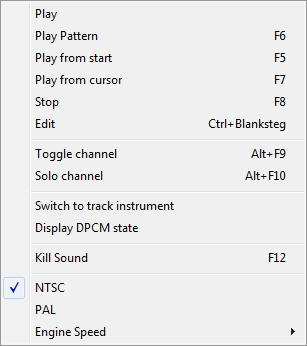 Play
Play Pattern F6
Play from start F5
Play from cursor F7
Stop F8
Edit Ctrl+Blanksteg
Toggle channel Alt+F9
Solo channel Alt+F10
Switch to track instrument
Display DPCM state
Kill Sound F12
NTSC
PAL
Engine Speed